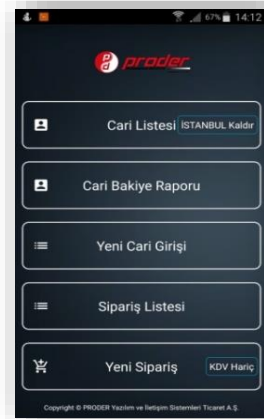 67% 14:12
proder
Cari Listesi İSTANBUL Kaldır
Cari Bakiye Raporu
Yeni Cari Girişi
Sipariş Listesi
Yeni Sipariş KDV Hariç
Copyright © PRODER Yazılım ve İletişim Sistemleri Ticaret A.Ş.